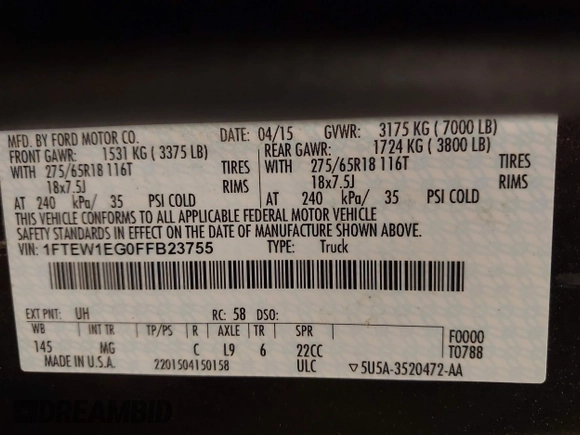 MFD. BY FORD MOTOR CO.
DATE: 04/15 GVWR: 3175 KG ( 7000 LB)
FRONT GAWR: 1531 KG ( 3375 LB) REAR GAWR: 1724 KG ( 3800 LB)
WITH 275/65R18 116T TIRES WITH 275/65R18 116T TIRES
18x7.5J RIMS 18x7.5J RIMS
AT 240 kPa/ 35 PSI COLD AT 240 kPa/ 35 PSI COLD
THIS VEHICLE CONFORMS TO ALL APPLICABLE FEDERAL MOTOR VEHICLE
SAFETY STANDARDS IN EFFECT ON THE DATE OF MANUFACTURE SHOWN ABOVE.
VIN: 1FTEW1EG0FFB23755 TYPE: Truck
EXT PNT: UH RC: 58 DSO:
WB INT TR TP/PS R AXLE TR SPR F0000
145 MG C L9 6 22CC T0788
MADE IN U.S.A. 2201504150158 ULC ▽5U5A-3520472-AA
DREAMBID